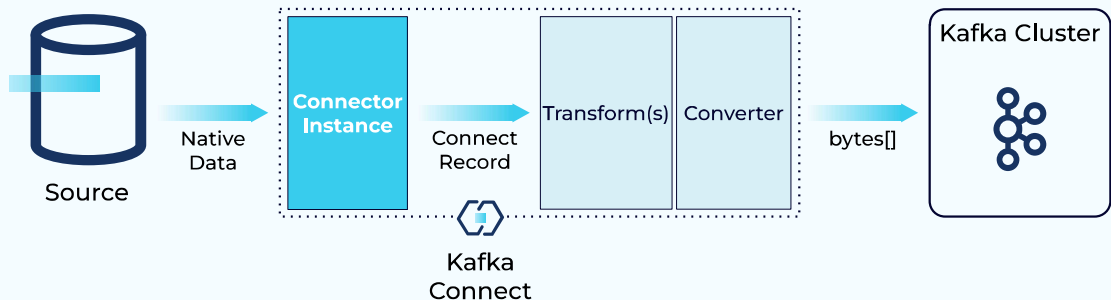 Source
Native
Data
Connector
Instance
Connect
Record
Transform(s)
Converter
Kafka
Connect
bytes[]
Kafka Cluster